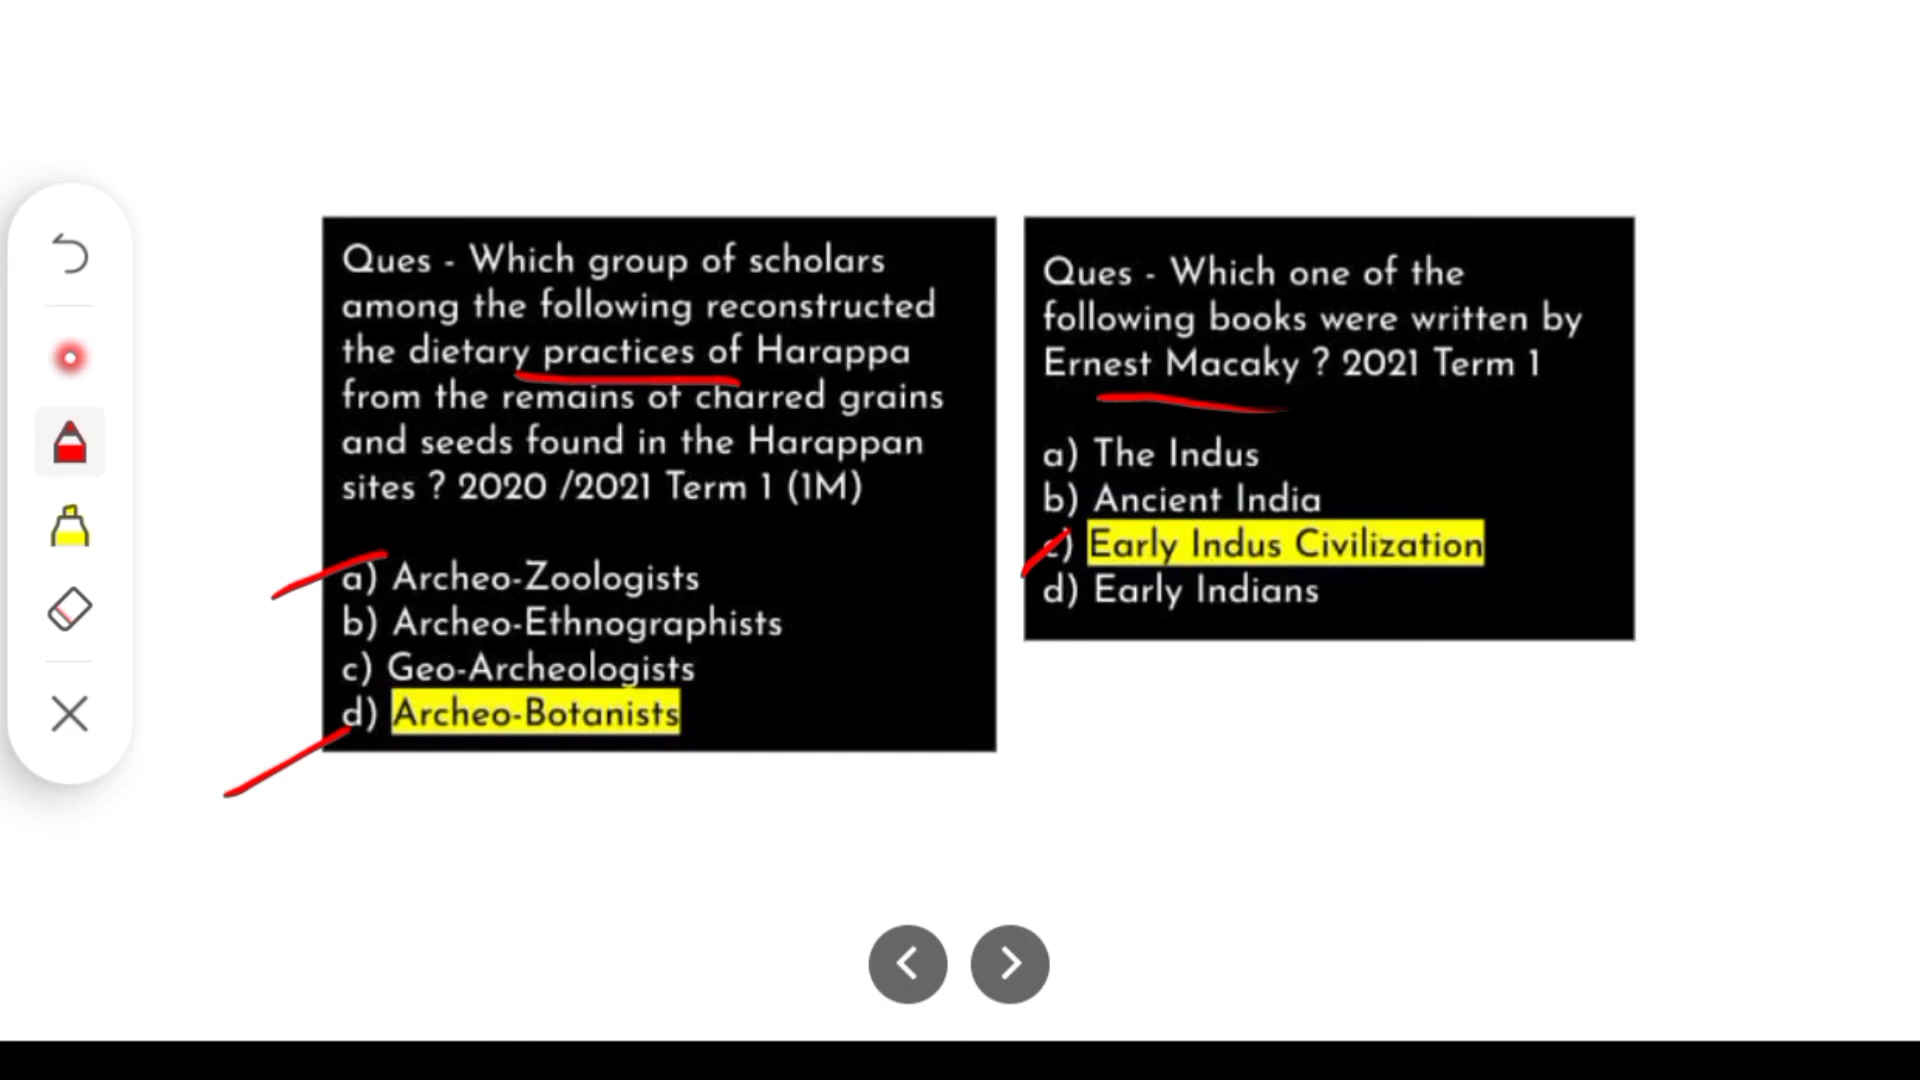 Ques - Which group of scholars
among the following reconstructed
the dietary practices of Harappa
from the remains of charred grains
and seeds found in the Harappan
sites ? 2020 /2021 Term 1 (1M)
a) Archeo-Zoologists
b) Archeo-Ethnographists
c) Geo-Archeologists
d) Archeo-Botanists
Ques - Which one of the
following books were written by
Ernest Macaky ? 2021 Term 1
a) The Indus
b) Ancient India
c) Early Indus Civilization
d) Early Indians